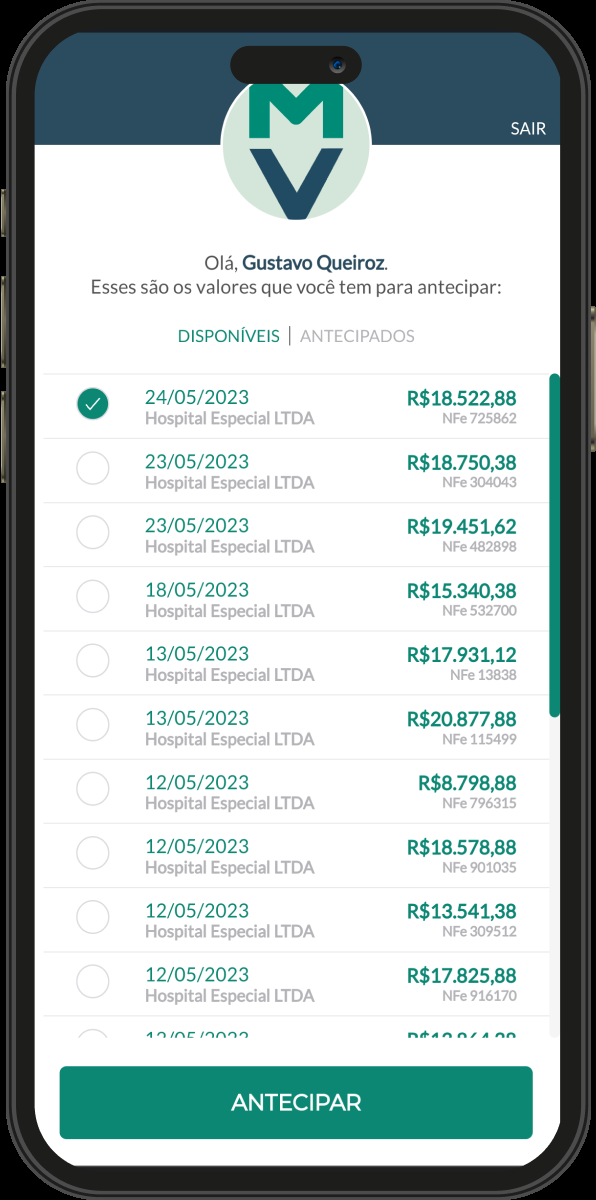 MV
SAIR
Olá, Gustavo Queiroz.
Esses são os valores que você tem para antecipar:
DISPONÍVEIS | ANTECIPADOS
24/05/2023 R$18.522,88
Hospital Especial LTDA NFe 725862
23/05/2023 R$18.750,38
Hospital Especial LTDA NFe 304043
23/05/2023 R$19.451,62
Hospital Especial LTDA NFe 482898
18/05/2023 R$15.340,38
Hospital Especial LTDA NFe 532700
13/05/2023 R$17.931,12
Hospital Especial LTDA NFe 13838
13/05/2023 R$20.877,88
Hospital Especial LTDA NFe 115499
12/05/2023 R$8.798,88
Hospital Especial LTDA NFe 796315
12/05/2023 R$18.578,88
Hospital Especial LTDA NFe 901035
12/05/2023 R$13.541,38
Hospital Especial LTDA NFe 309512
12/05/2023 R$17.825,88
Hospital Especial LTDA NFe 916170
ANTECIPAR